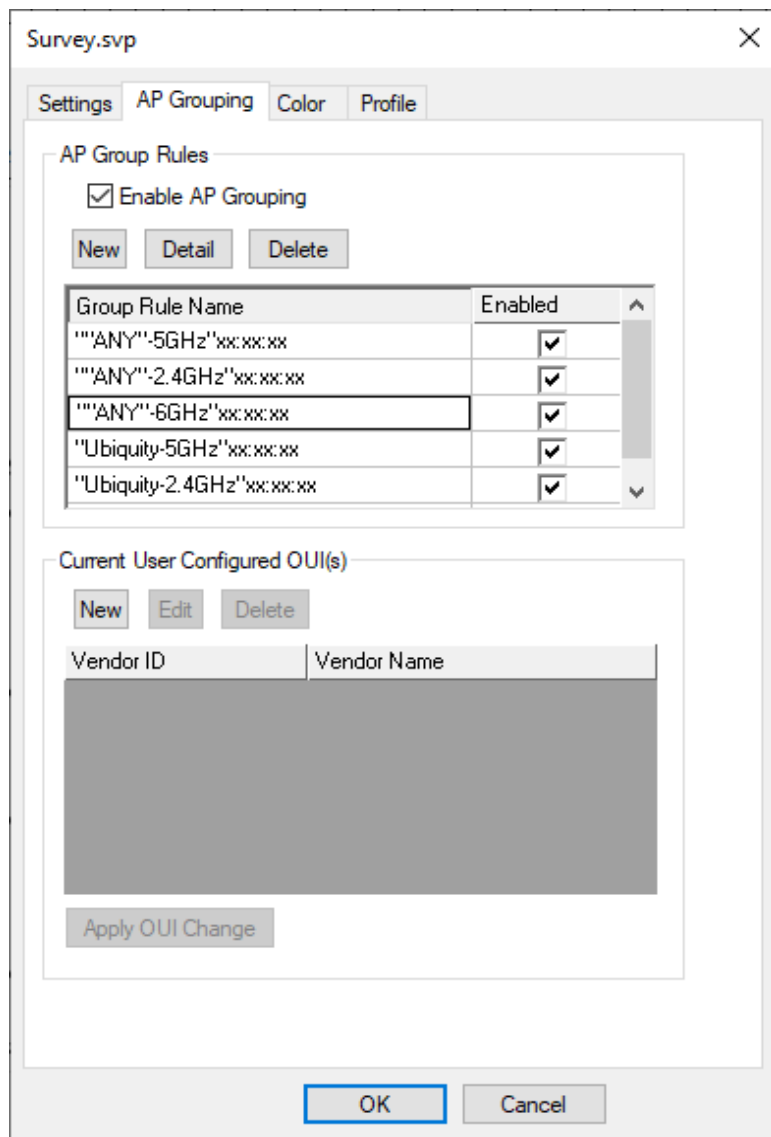 Survey.svp
Settings AP Grouping Color Profile
AP Group Rules
Enable AP Grouping
New Detail Delete
Group Rule Name Enabled
""ANY"-5GHz"xx:xx:xx
""ANY"-2.4GHz"xx:xx:xx
""ANY"-6GHz"xx:xx:xx
"Ubiquity-5GHz"xx:xx:xx
"Ubiquity-2.4GHz"xx:xx:xx
Current User Configured OUI(s)
New Edit Delete
Vendor ID Vendor Name
Apply OUI Change
OK Cancel